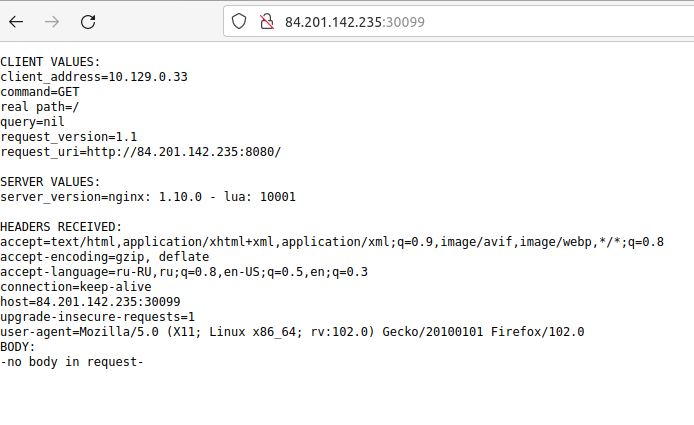 84.201.142.235:30099
CLIENT VALUES:
client_address=10.129.0.33
command=GET
real path=/
query=nil
request_version=1.1
request_uri=http://84.201.142.235:8080/
SERVER VALUES:
server_version=nginx: 1.10.0 - lua: 10001
HEADERS RECEIVED:
accept=text/html,application/xhtml+xml,application/xml;q=0.9,image/avif,image/webp,*/*;q=0.8
accept-encoding=gzip, deflate
accept-language=ru-RU,ru;q=0.8,en-US;q=0.5,en;q=0.3
connection=keep-alive
host=84.201.142.235:30099
upgrade-insecure-requests=1
user-agent=Mozilla/5.0 (X11; Linux x86_64; rv:102.0) Gecko/20100101 Firefox/102.0
BODY:
-no body in request-